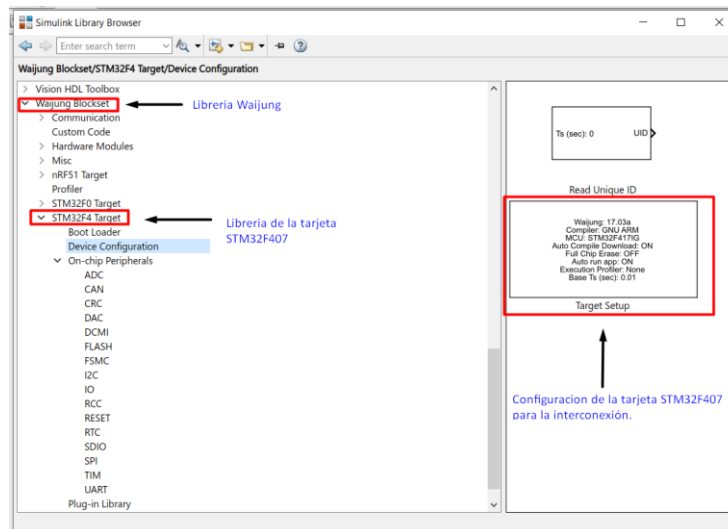 Simulink Library Browser
Enter search term
Waijung Blockset/STM32F4 Target/Device Configuration
Vision HDL Toolbox
Waijung Blockset
Communication
Custom Code
Hardware Modules
Misc
nRF51 Target
Profiler
STM32F0 Target
STM32F4 Target
Boot Loader
Device Configuration
On-chip Peripherals
ADC
CAN
CRC
DAC
DCMI
FLASH
FSMC
I2C
IO
RCC
RESET
RTC
SDIO
SPI
TIM
UART
Plug-in Library
Libreria Waijung
Libreria de la tarjeta
STM32F407
Ts (sec): 0 UID
Read Unique ID
Waijung: 17.03a
Compiler: GNU ARM
MCU: STM32F417IG
Auto Compile Download: ON
Full Chip Erase: OFF
Auto run app: ON
Execution Profiler: None
Base Ts (sec): 0.01
Target Setup
Configuracion de la tarjeta STM32F407
para la interconexión.